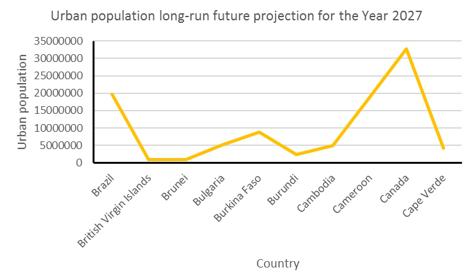 Urban population long-run future projection for the Year 2027
Urban population
35000000
30000000
25000000
20000000
15000000
10000000
5000000
0
Brazil
British Virgin Islands
Brunei
Bulgaria
Burkina Faso
Burundi
Cambodia
Cameroon
Canada
Cape Verde
Country